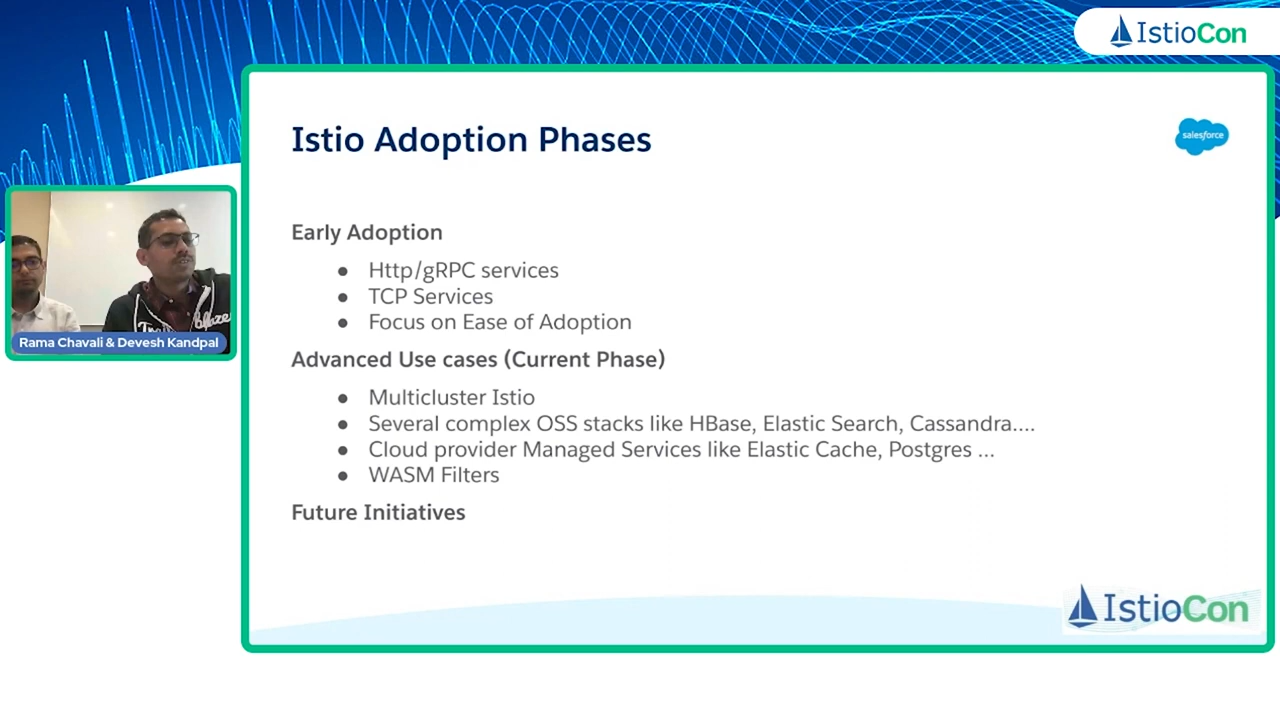 IstioCon
Istio Adoption Phases
salesforce
Early Adoption
● Http/gRPC services
● TCP Services
● Focus on Ease of Adoption
Advanced Use cases (Current Phase)
● Multicluster Istio
● Several complex OSS stacks like HBase, Elastic Search, Cassandra....
● Cloud provider Managed Services like Elastic Cache, Postgres ...
● WASM Filters
Future Initiatives
Rama Chavali & Devesh Kandpal
IstioCon